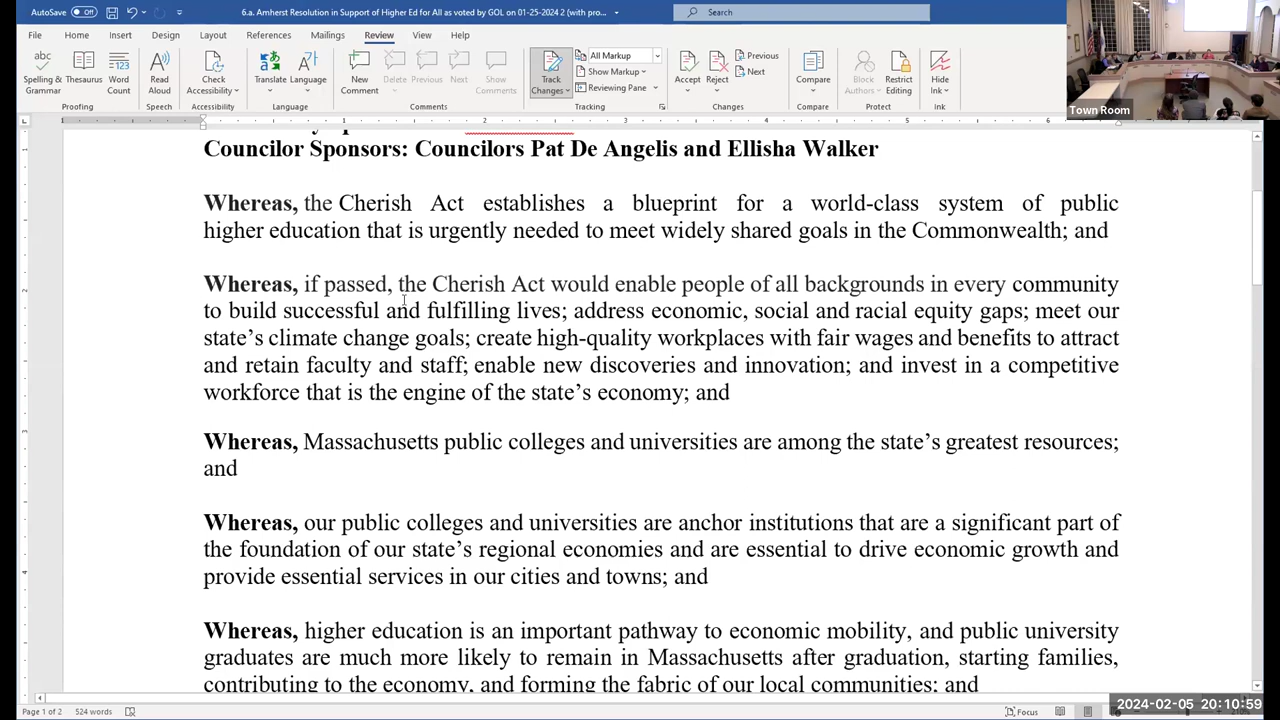 AutoSave Off 6.a. Amherst Resolution in Support of Higher Ed for All as voted by GOL on 01-25-2024 2 (with pro... Search
File Home Insert Draw Design Layout References Mailings Review View Help
Spelling & Grammar Thesaurus Word Count Read Aloud Check Accessibility Translate Language New Comment Delete Previous Next Show Comments Track Changes All Markup Show Markup Reviewing Pane Accept Reject Previous Next Compare Block Authors Restrict Editing Hide Ink
Proofing Speech Accessibility Language Comments Tracking Changes Compare Protect Ink
Town Room
Councilor Sponsors: Councilors Pat De Angelis and Ellisha Walker
Whereas, the Cherish Act establishes a blueprint for a world-class system of public
higher education that is urgently needed to meet widely shared goals in the Commonwealth; and
Whereas, if passed, the Cherish Act would enable people of all backgrounds in every community
to build successful and fulfilling lives; address economic, social and racial equity gaps; meet our
state’s climate change goals; create high-quality workplaces with fair wages and benefits to attract
and retain faculty and staff; enable new discoveries and innovation; and invest in a competitive
workforce that is the engine of the state’s economy; and
Whereas, Massachusetts public colleges and universities are among the state’s greatest resources;
and
Whereas, our public colleges and universities are anchor institutions that are a significant part of
the foundation of our state’s regional economies and are essential to drive economic growth and
provide essential services in our cities and towns; and
Whereas, higher education is an important pathway to economic mobility, and public university
graduates are much more likely to remain in Massachusetts after graduation, starting families,
contributing to the economy, and forming the fabric of our local communities; and
Page 1 of 2 524 words Focus
2024-02-05 20:10:59